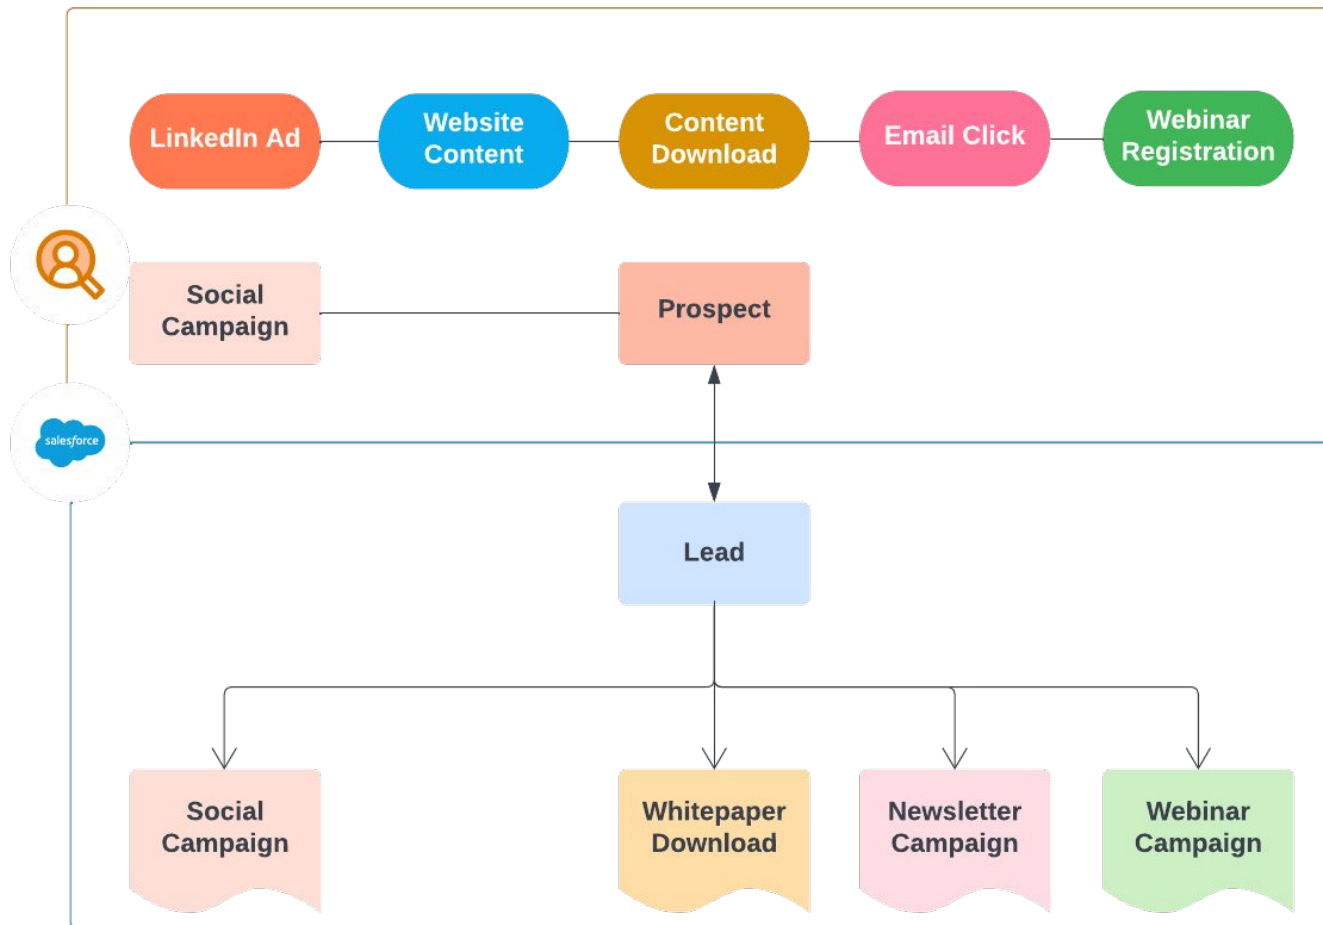 LinkedIn Ad
Website
Content
Content
Download
Email Click
Webinar
Registration
Social
Campaign
Prospect
salesforce
Lead
Social
Campaign
Whitepaper
Download
Newsletter
Campaign
Webinar
Campaign